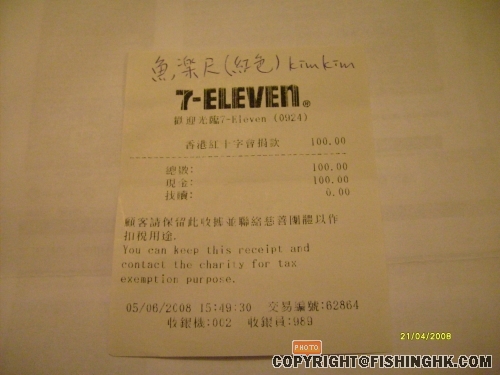 魚樂尺(紅色) kimkim
7-ELEVEN®
歡迎光臨7-Eleven (0924)
香港紅十字會捐款 100.00
總數: 100.00
現金: 100.00
找續: 0.00
顧客請保留此收據並聯絡慈善團體以作
扣稅用途.
You can keep this receipt and
contact the charity for tax
exemption purpose.
05/06/2008 15:49:30 交易編號:62864
收銀機:002 收銀員:989
21/04/2008
PHOTO
COPYRIGHT@FISHINGHK.COM